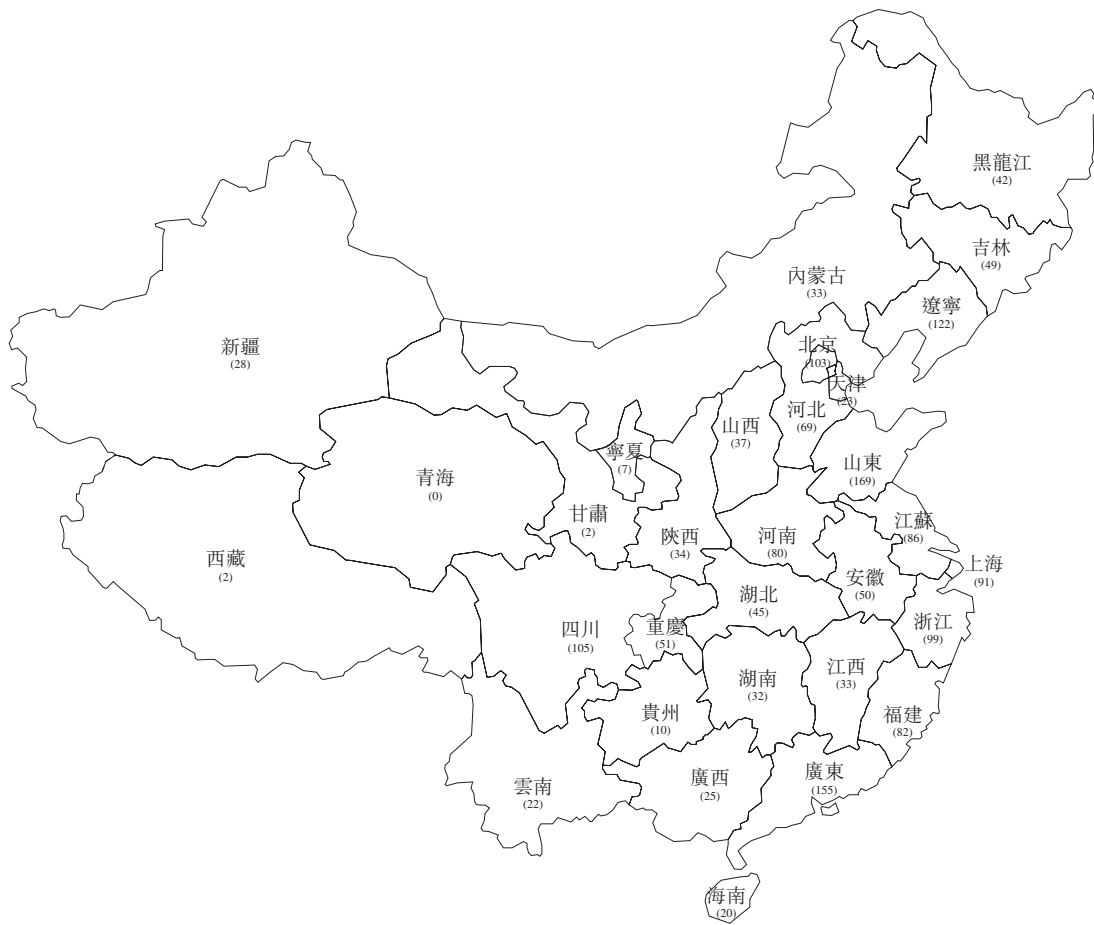 黑龍江
(42)
吉林
(49)
內蒙古
(33)
遼寧
(122)
新疆
(28)
北京
(103)
天津
(23)
河北
(69)
山西
(37)
寧夏
(7)
山東
(169)
青海
(0)
甘肅
(2)
江蘇
(86)
陝西
(34)
河南
(80)
西藏
(2)
上海
(91)
安徽
(50)
湖北
(45)
四川
(105)
重慶
(51)
浙江
(99)
江西
(33)
湖南
(32)
貴州
(10)
福建
(82)
雲南
(22)
廣西
(25)
廣東
(155)
海南
(20)